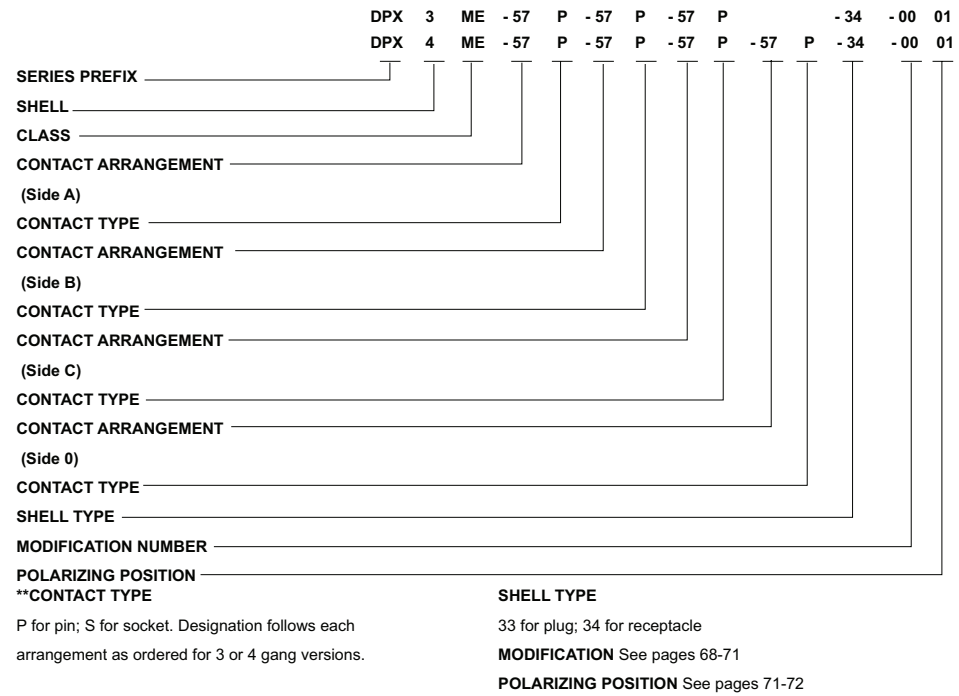 DPX 3 ME - 57 P - 57 P - 57 P - 34 - 00 01
DPX 4 ME - 57 P - 57 P - 57 P - 57 P - 34 - 00 01
SERIES PREFIX
SHELL
CLASS
CONTACT ARRANGEMENT
(Side A)
CONTACT TYPE
CONTACT ARRANGEMENT
(Side B)
CONTACT TYPE
CONTACT ARRANGEMENT
(Side C)
CONTACT TYPE
CONTACT ARRANGEMENT
(Side 0)
CONTACT TYPE
SHELL TYPE
MODIFICATION NUMBER
POLARIZING POSITION
**CONTACT TYPE
P for pin; S for socket. Designation follows each
arrangement as ordered for 3 or 4 gang versions.
SHELL TYPE
33 for plug; 34 for receptacle
MODIFICATION See pages 68-71
POLARIZING POSITION See pages 71-72